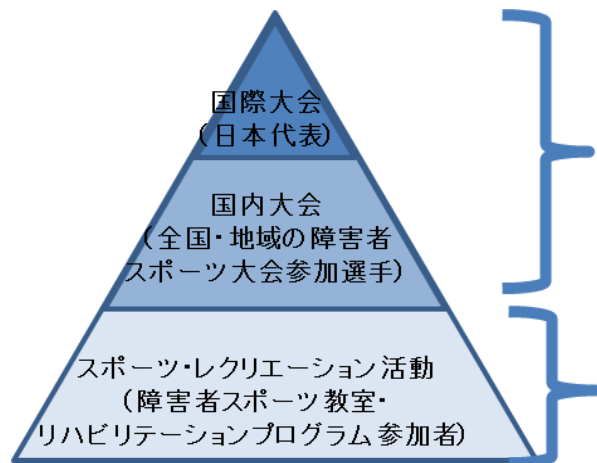 国際大会
(日本代表)
国内大会
(全国・地域の障害者
スポーツ大会参加選手)
スポーツ・レクリエーション活動
(障害者スポーツ教室・
リハビリテーションプログラム参加者)